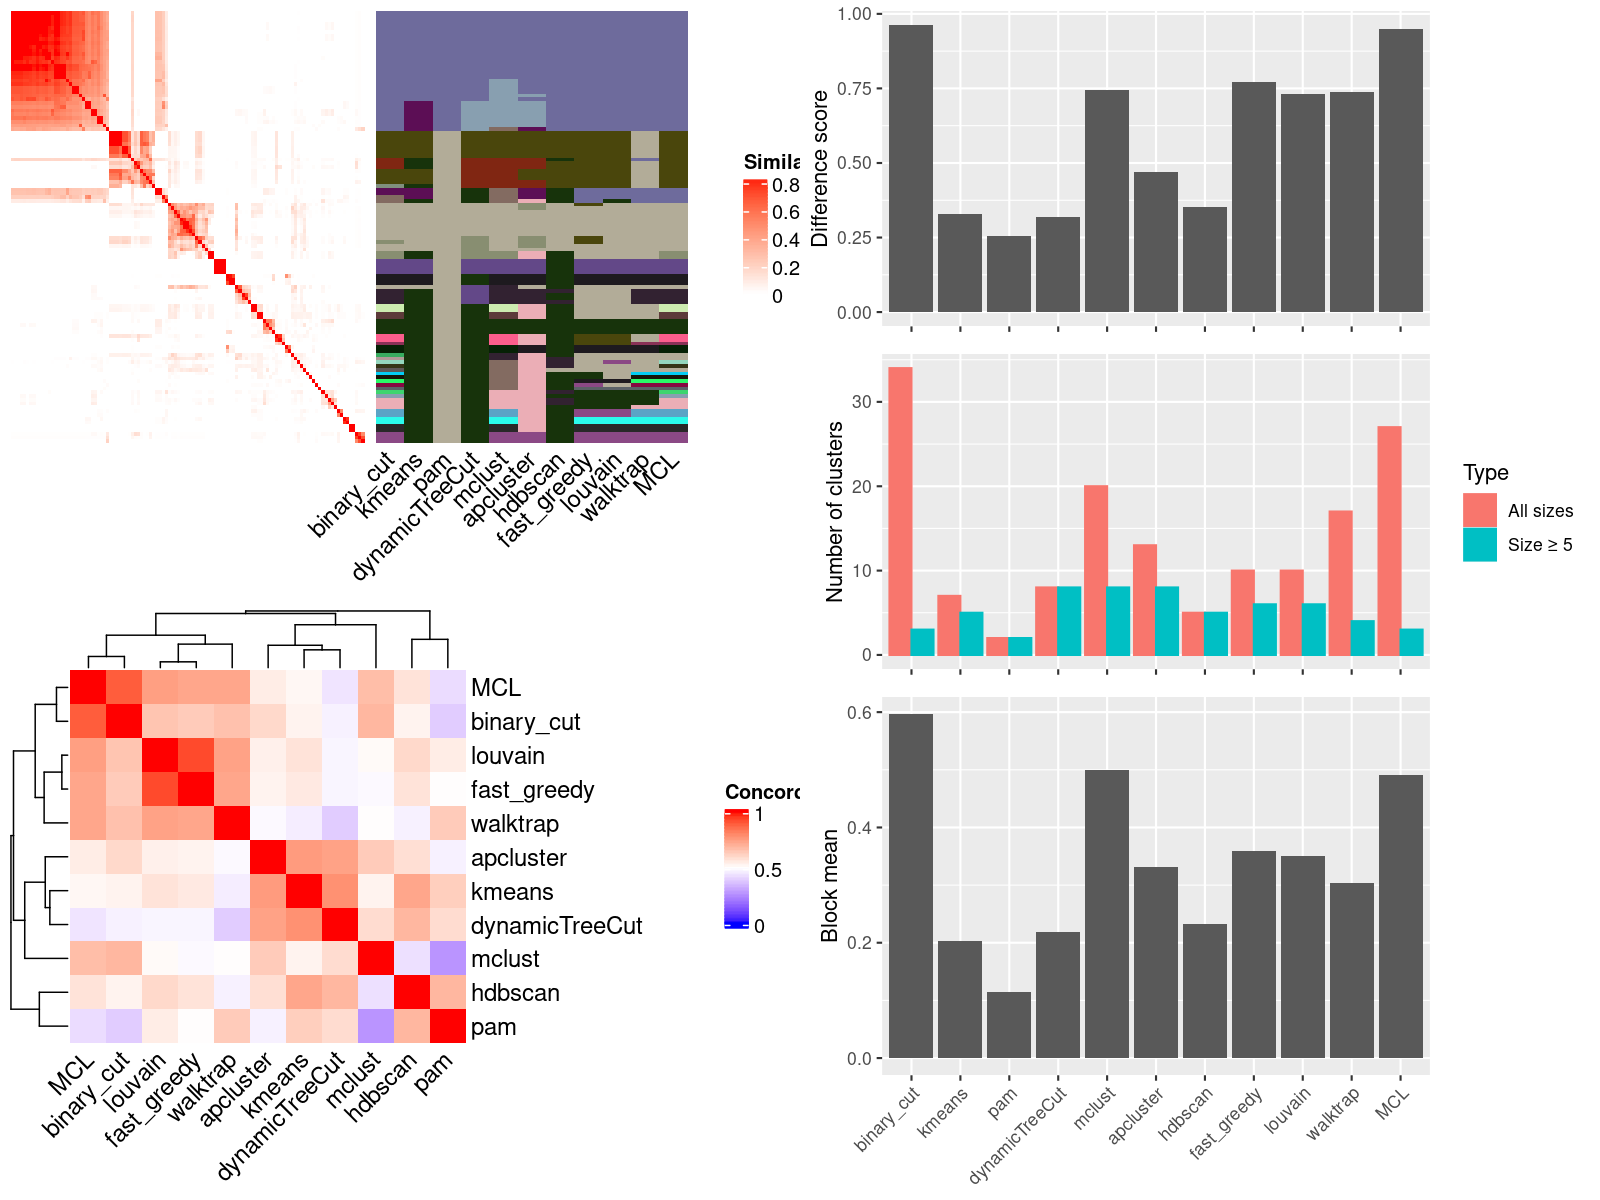 Simila
0.8
0.6
0.4
0.2
0
binary_cut
kmeans
pam
dynamicTreeCut
mclust
apcluster
hdbscan
fast_greedy
louvain
walktrap
MCL
MCL
binary_cut
louvain
fast_greedy
walktrap
apcluster
kmeans
dynamicTreeCut
mclust
hdbscan
pam
MCL
binary_cut
louvain
fast_greedy
walktrap
apcluster
kmeans
dynamicTreeCut
mclust
hdbscan
pam
Concord
1
0.5
0
Difference score
1.00
0.75
0.50
0.25
0.00
Number of clusters
30
20
10
0
Type
All sizes
Size ≥ 5
Block mean
0.6
0.4
0.2
0.0
binary_cut
kmeans
pam
dynamicTreeCut
mclust
apcluster
hdbscan
fast_greedy
louvain
walktrap
MCL